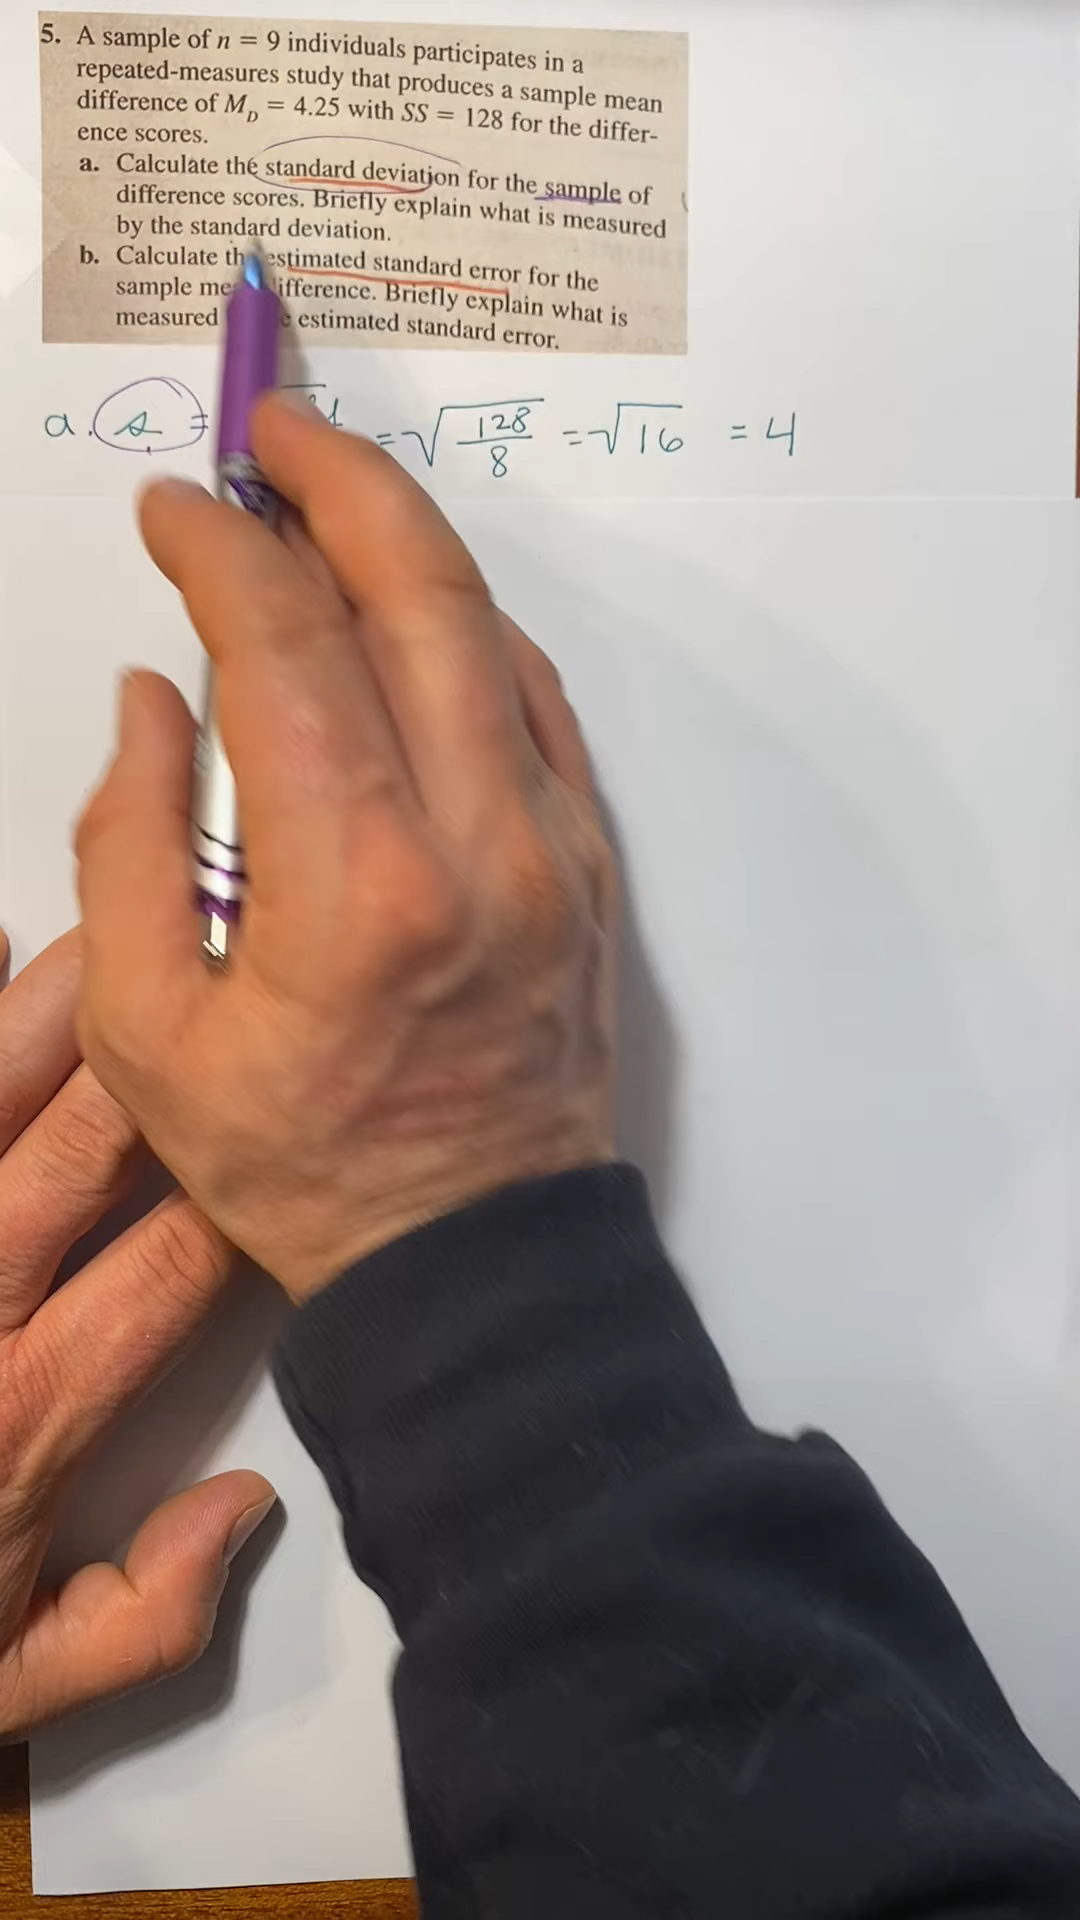 5. A sample of n = 9 individuals participates in a
repeated-measures study that produces a sample mean
difference of M_D = 4.25 with SS = 128 for the differ-
ence scores.
a. Calculate the standard deviation for the sample of
difference scores. Briefly explain what is measured
by the standard deviation.
b. Calculate th estimated standard error for the
sample me ifference. Briefly explain what is
measured estimated standard error.
a. s = = √128/8 = √16 = 4